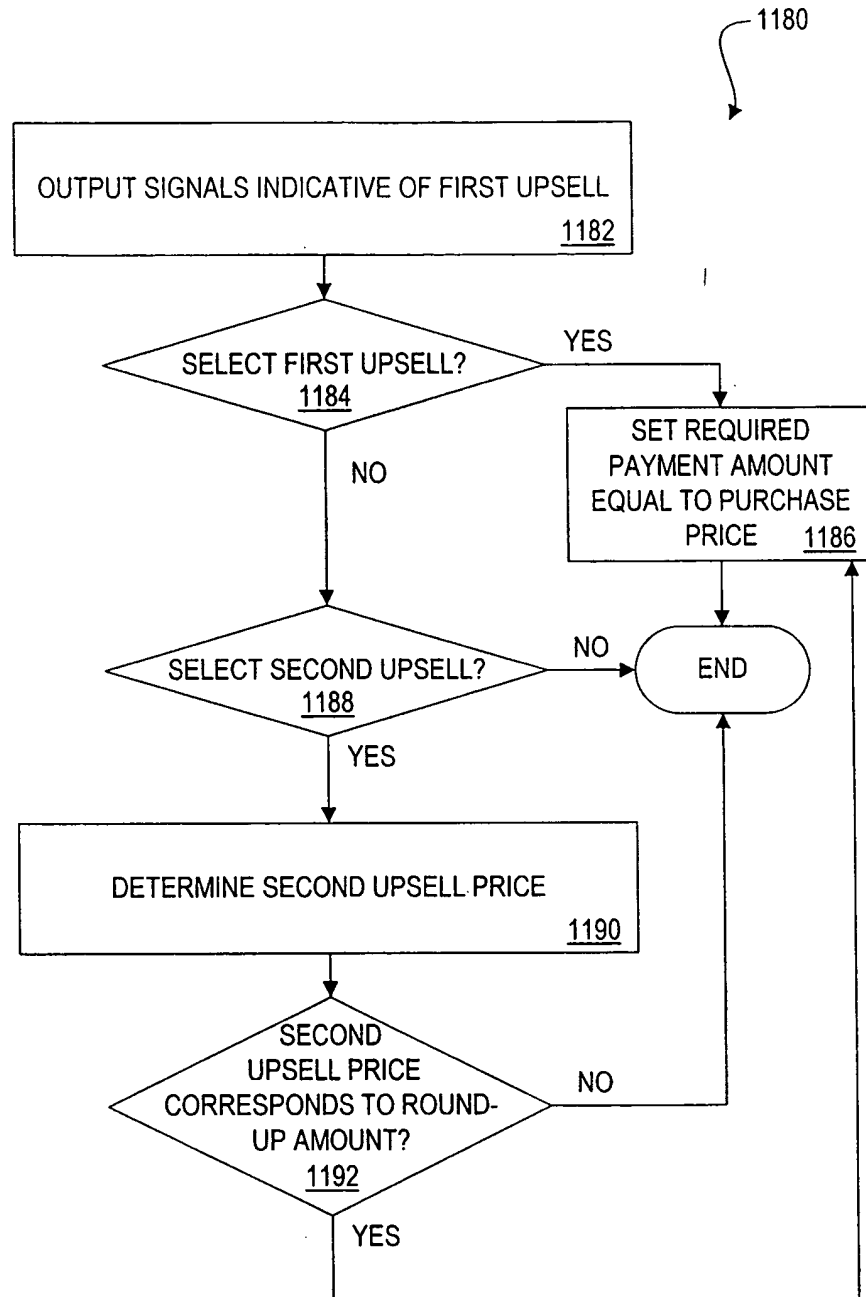 1180
OUTPUT SIGNALS INDICATIVE OF FIRST UPSELL
1182
SELECT FIRST UPSELL?
1184
YES
NO
SET REQUIRED
PAYMENT AMOUNT
EQUAL TO PURCHASE
PRICE 1186
SELECT SECOND UPSELL?
1188
NO
END
YES
DETERMINE SECOND UPSELL PRICE
1190
SECOND
UPSELL PRICE
CORRESPONDS TO ROUND-
UP AMOUNT?
1192
NO
YES